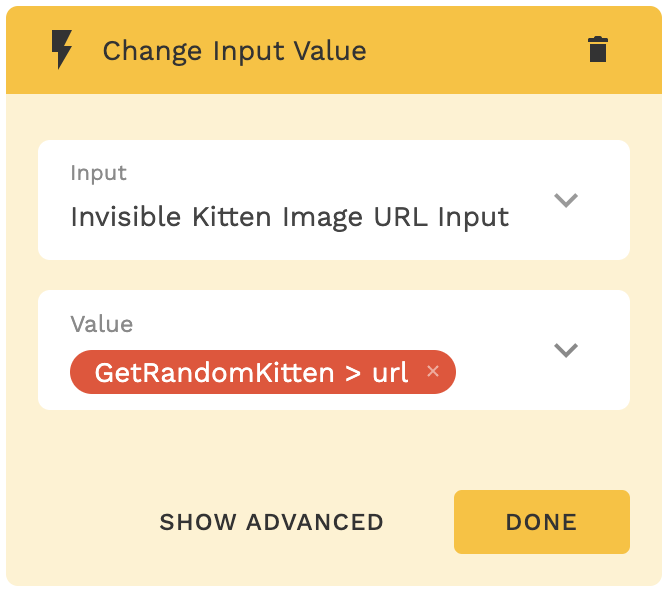 Change Input Value
Input
Invisible Kitten Image URL Input
Value
GetRandomKitten > url ×
SHOW ADVANCED
DONE